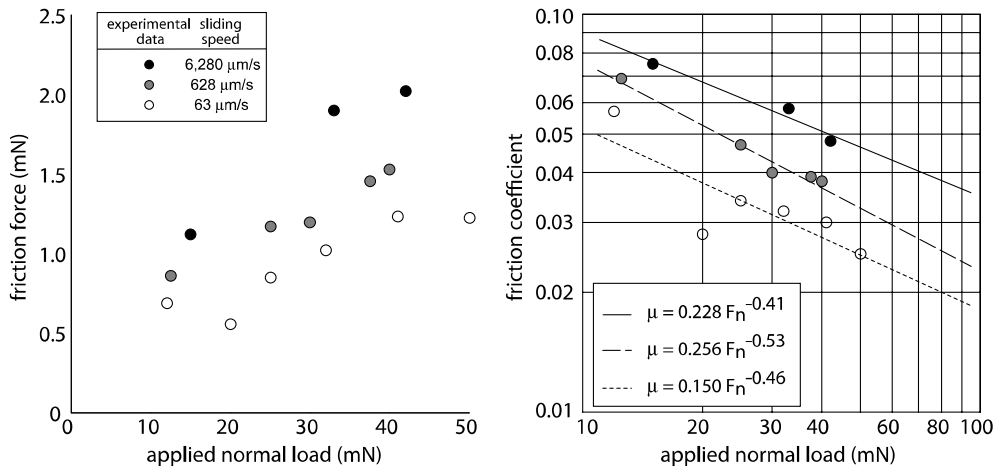 experimental sliding
data speed
6,280 μm/s
628 μm/s
63 μm/s
friction force (mN)
2.5
2.0
1.5
1.0
0.5
0
0 10 20 30 40 50
applied normal load (mN)
friction coefficient
0.10
0.08
0.06
0.05
0.04
0.03
0.02
0.01
μ = 0.228 Fn–0.41
μ = 0.256 Fn–0.53
μ = 0.150 Fn–0.46
10 20 30 40 60 80 100
applied normal load (mN)